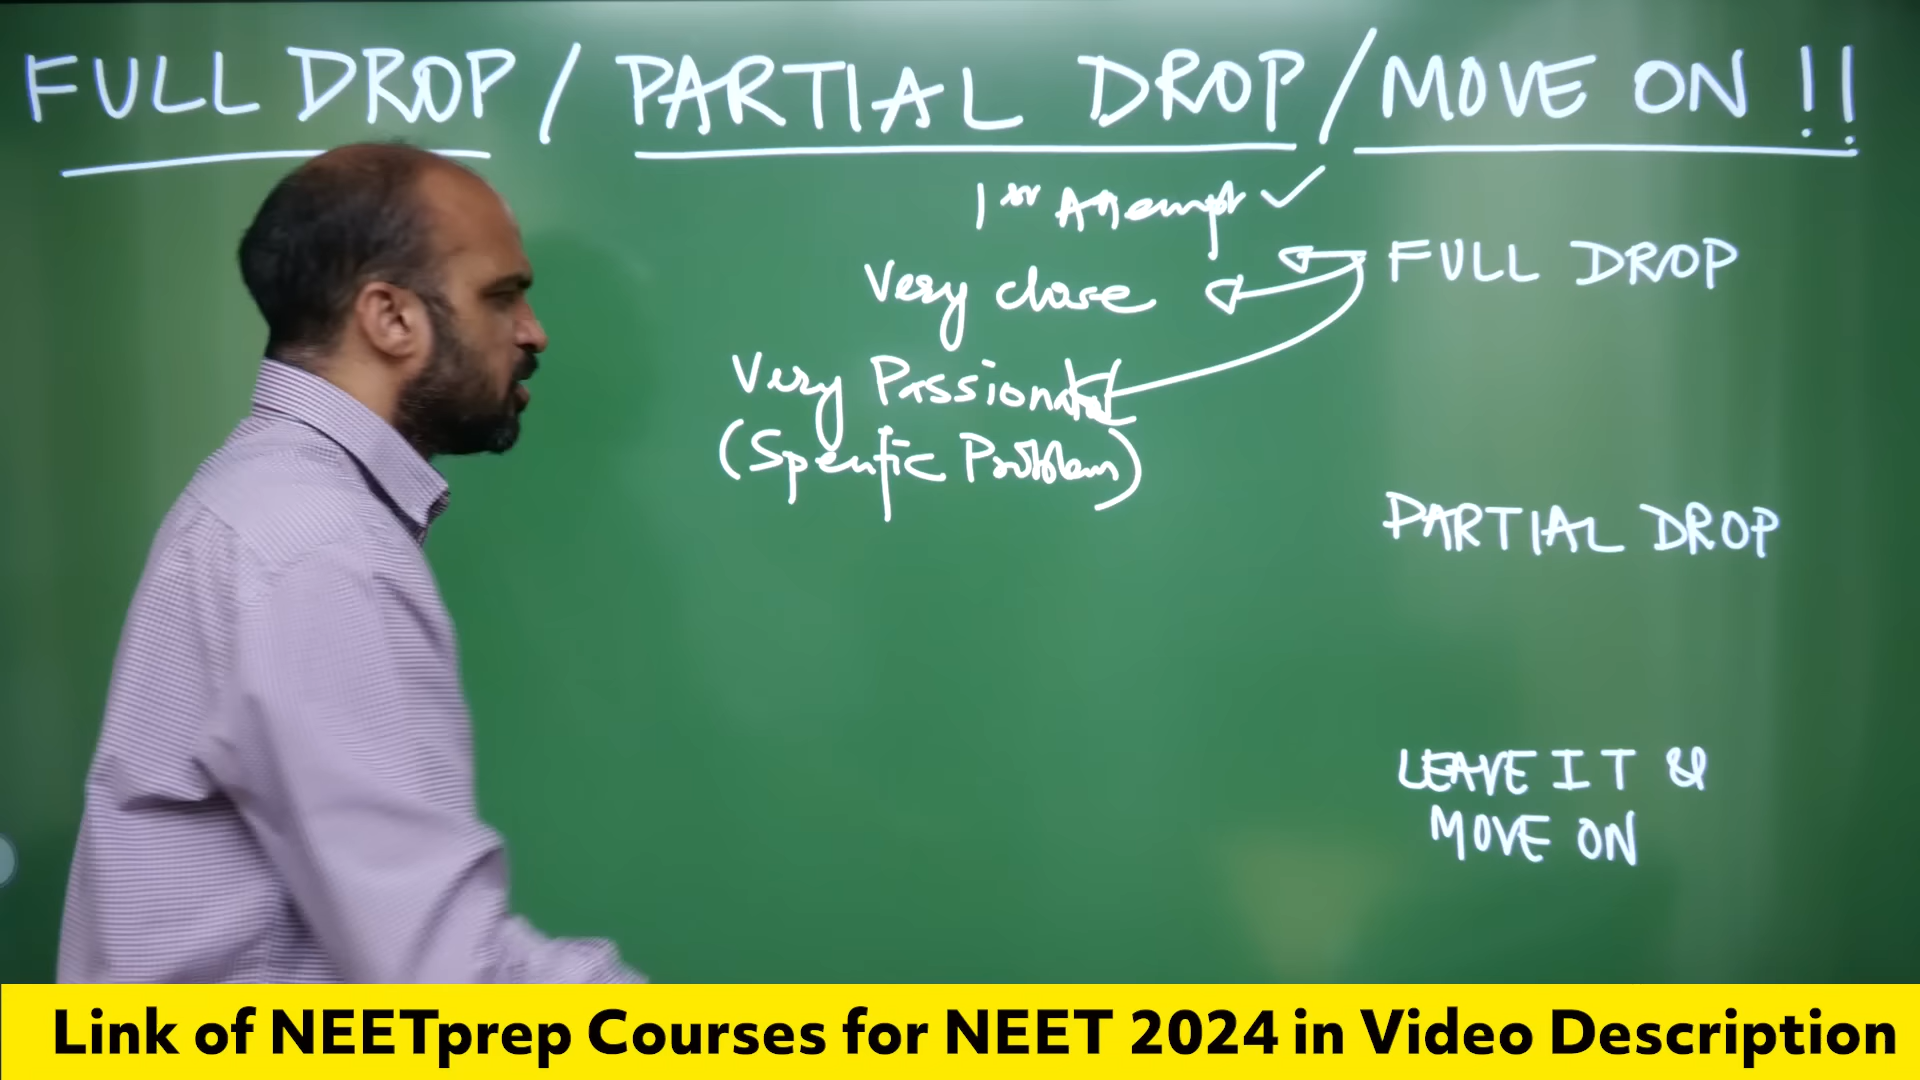 FULL DROP / PARTIAL DROP / MOVE ON !!
1st Attempt ✓
FULL DROP
Very close
Very Passionate
(Specific Problem)
PARTIAL DROP
LEAVE IT &
MOVE ON
Link of NEETprep Courses for NEET 2024 in Video Description